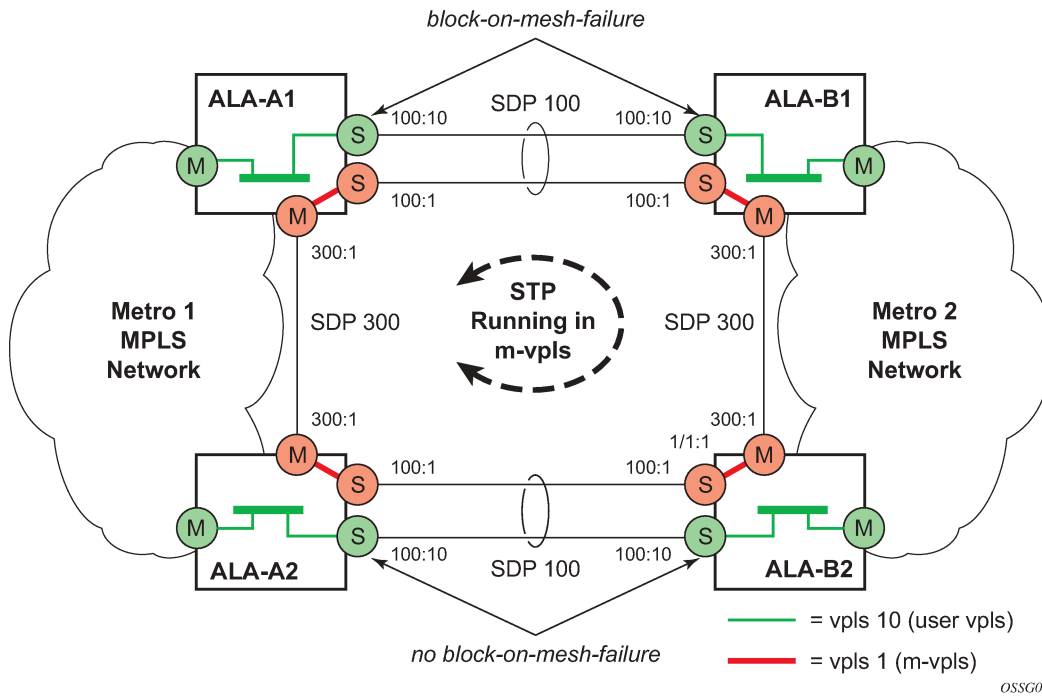 block-on-mesh-failure
ALA-A1
SDP 100
ALA-B1
100:10
100:10
S
S
M
M
S
S
100:1
100:1
M
M
300:1
300:1
Metro 1
MPLS
Network
SDP 300
STP
Running in
m-vpls
SDP 300
Metro 2
MPLS
Network
300:1
300:1
1/1:1
M
M
100:1
100:1
S
S
M
M
S
S
100:10
100:10
ALA-A2
SDP 100
ALA-B2
no block-on-mesh-failure
= vpls 10 (user vpls)
= vpls 1 (m-vpls)
OSSG0